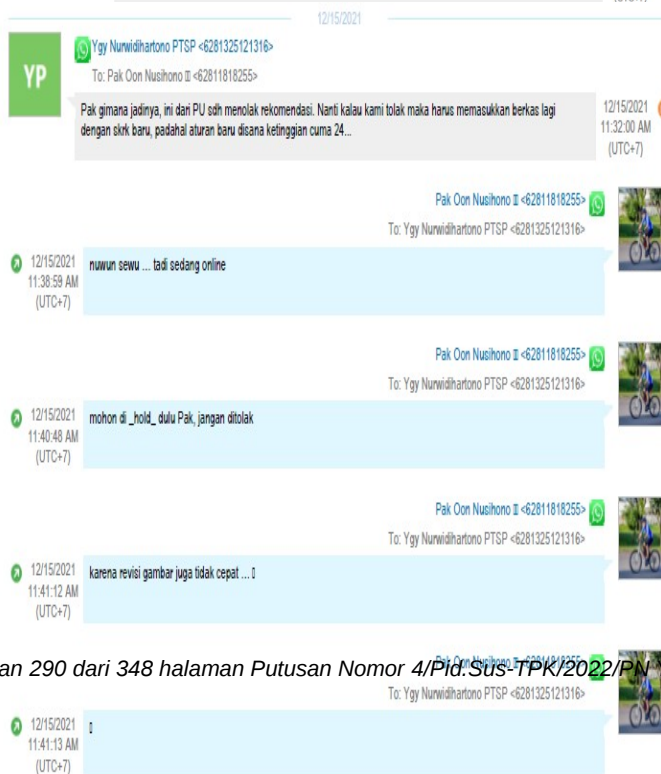 12/15/2021
YP
Ygy Nurwidhartono PTSP <6281325121316>
To: Pak Oon Nusihono <62811818255>
Pak gimana jadinya, ini dari PU sdh menolak rekomendasi. Nanti kalau kami tolak maka harus memasukkan berkas lagi
dengan skrk baru, padahal aturan baru disana ketinggian cuma 24...
12/15/2021
11:32:00 AM
(UTC+7)
Pak Oon Nusihono <62811818255>
To: Ygy Nurwidihartono PTSP <6281325121316>
12/15/2021
11:38:59 AM
(UTC+7)
nuwun sewu ... tadi sedang online
Pak Oon Nusihono <62811818255>
To: Ygy Nurwidihartono PTSP <6281325121316>
12/15/2021
11:40:48 AM
(UTC+7)
mohon di _hold_ dulu Pak, jangan ditolak
Pak Oon Nusihono <62811818255>
To: Ygy Nurwidihartono PTSP <6281325121316>
12/15/2021
11:41:12 AM
(UTC+7)
karena revisi gambar juga tidak cepat ...
Pak Oon Nusihono <62811818255>
an 290 dari 348 halaman Putusan Nomor 4/Pid.Sus-TPK/2022/PN
To: Ygy Nurwidihartono PTSP <6281325121316>
12/15/2021
11:41:13 AM
(UTC+7)